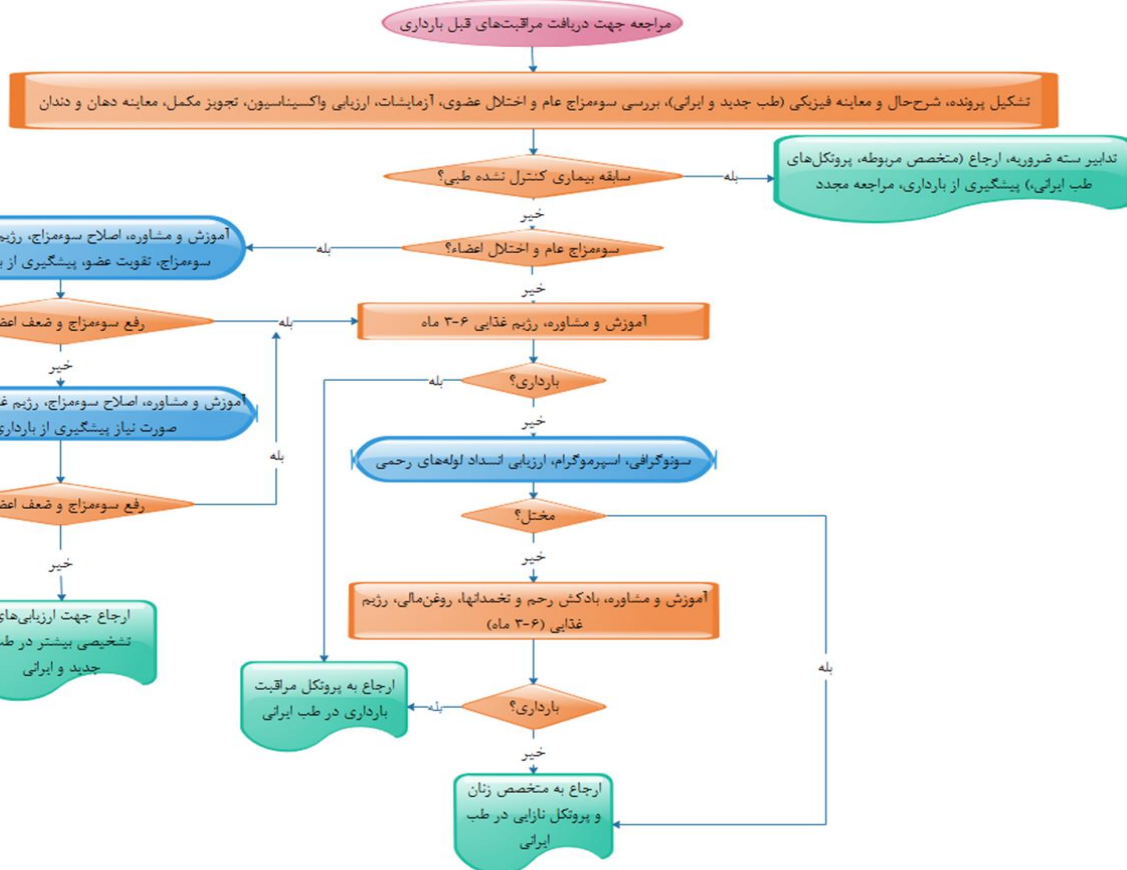 مراجعه جهت دریافت مراقبت‌های قبل بارداری
تشکیل پرونده، شرح‌حال و معاینه فیزیکی (طب جدید و ایرانی)، بررسی سوءمزاج عام و اختلال عضوی، آزمایشات، ارزیابی واکسیناسیون، تجویز مکمل، معاینه دهان و دندان
سابقه بیماری کنترل نشده طبی؟
بله
تدابیر سته ضروریه، ارجاع (متخصص مربوطه، پروتکل‌های
طب ایرانی،) پیشگیری از بارداری، مراجعه مجدد
خیر
سوءمزاج عام و اختلال اعضاء؟
بله
آموزش و مشاوره، اصلاح سوءمزاج، رژیم
سوءمزاج، تقویت عضو، پیشگیری از
خیر
رفع سوءمزاج و ضعف
بله
آموزش و مشاوره، رژیم غذایی ۶-۳ ماه
خیر
بارداری؟
بله
آموزش و مشاوره، اصلاح سوءمزاج، رژیم
صورت نیاز پیشگیری از بارداری
خیر
سونوگرافی، اسپرموگرام، ارزیابی انسداد لوله‌های رحمی
بله
رفع سوءمزاج و ضعف
مختل؟
خیر
خیر
ارجاع جهت ارزیابی‌های
تشخیصی بیشتر در
جدید و ایرانی
آموزش و مشاوره، بادکش رحم و تخمدانها، روغن‌مالی، رژیم
غذایی (۶-۳ ماه)
بله
بارداری؟
بله
ارجاع به پروتکل مراقبت
بارداری در طب ایرانی
خیر
ارجاع به متخصص زنان
و پروتکل نازایی در طب
ایرانی